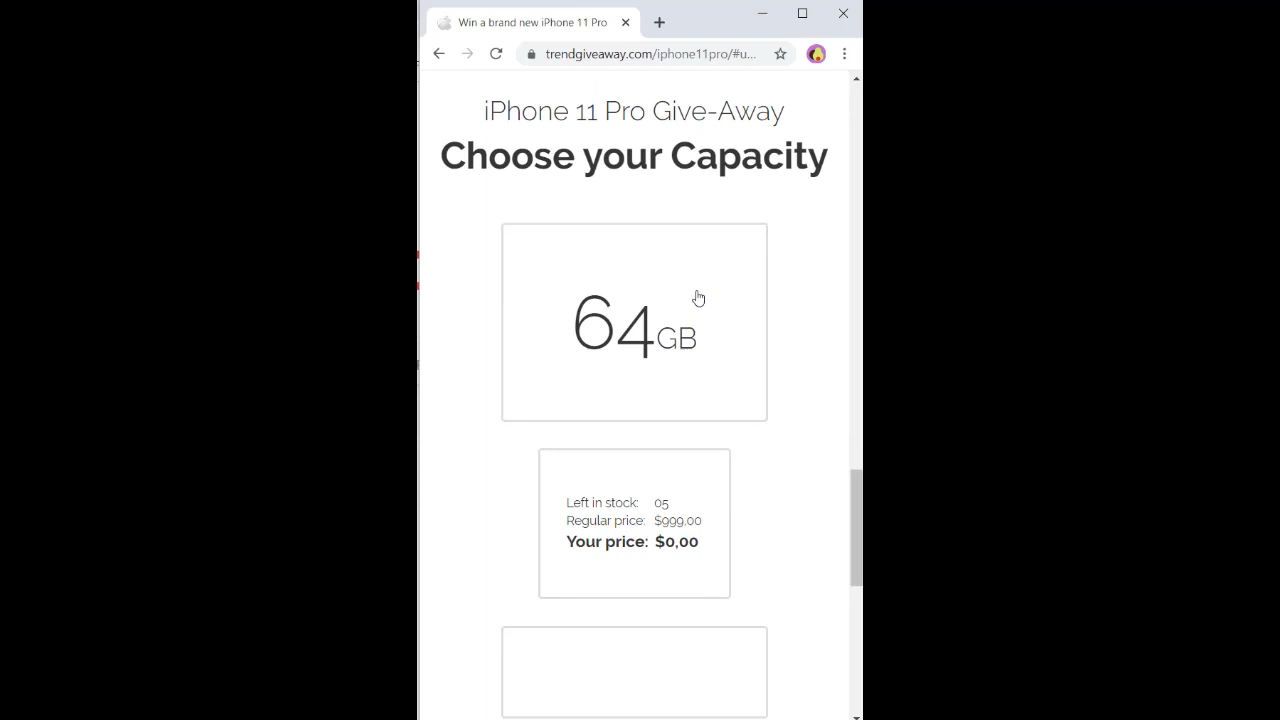 Win a brand new iPhone 11 Pro
trendgiveaway.com/iphone11pro/#u...
iPhone 11 Pro Give-Away
Choose your Capacity
64GB
Left in stock: 05
Regular price: $999,00
Your price: $0,00